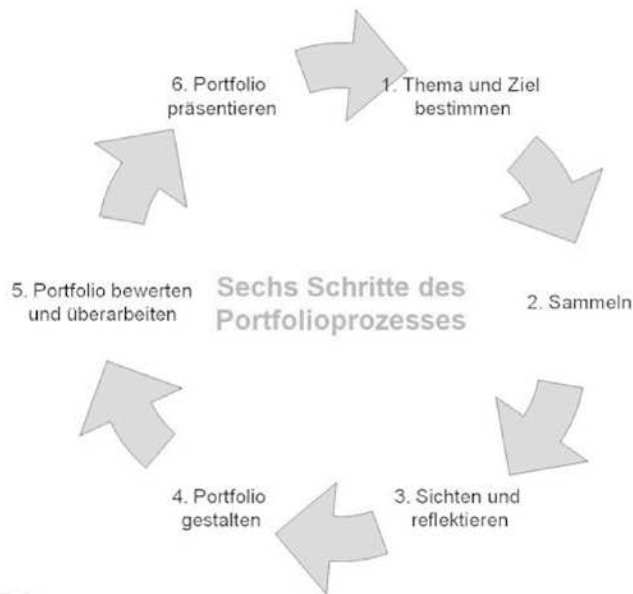 6. Portfolio
präsentieren
1. Thema und Ziel
bestimmen
5. Portfolio bewerten
und überarbeiten
Sechs Schritte des
Portfolioprozesses
2. Sammeln
4. Portfolio
gestalten
3. Sichten und
reflektieren